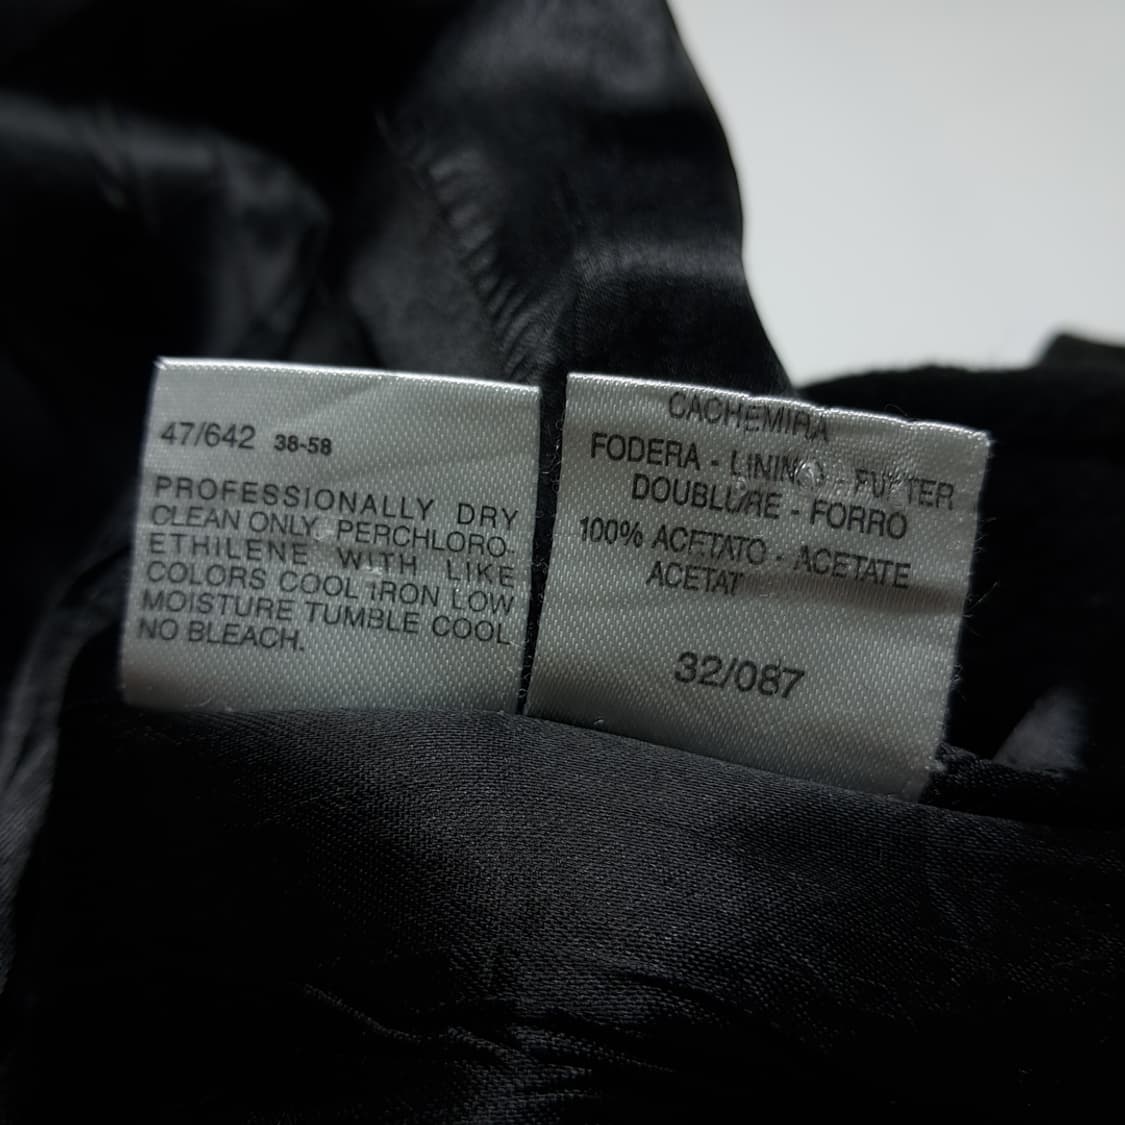 47/642 38-58
PROFESSIONALLY DRY
CLEAN ONLY PERCHLORO-
ETHILENE WITH LIKE
COLORS COOL IRON LOW
MOISTURE TUMBLE COOL
NO BLEACH.
CACHEMIRA
FODERA - LINING - FUTTER
DOUBLURE - FORRO
100% ACETATO - ACETATE
ACETAT
32/087